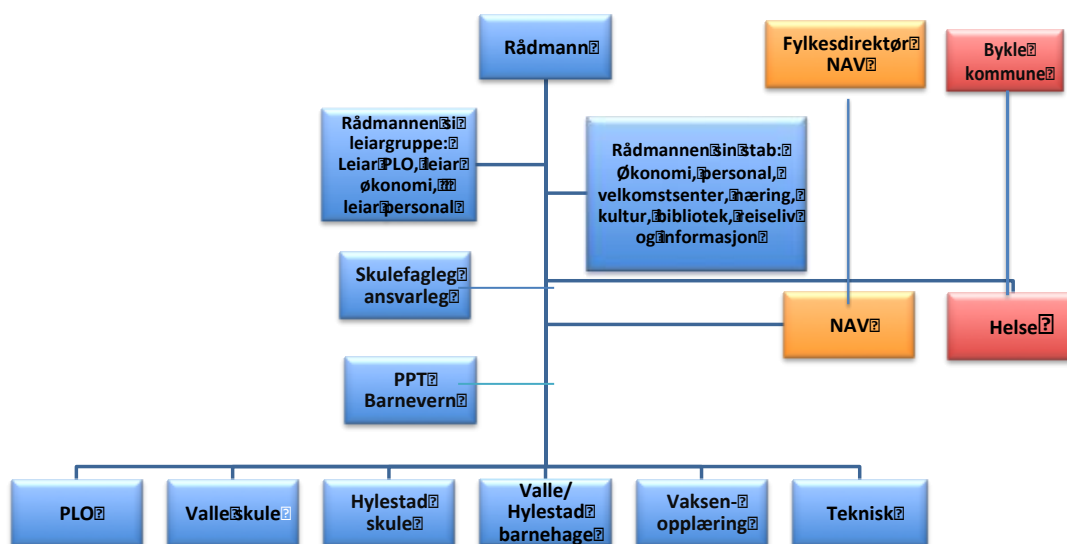 Rådmann
Fylkesdirektør
NAV
Bykle
kommune
Rådmannen si
leiargruppe:
Leiar PLO, leiar
økonomi,
leiar personal
Rådmannen sin stab:
Økonomi, personal,
velkomstsenter, næring,
kultur, bibliotek, reiseliv
og informasjon
Skulefagleg
ansvarleg
NAV
Helse
PPT
Barnevern
PLO
Valle skule
Hylestad
skule
Valle/
Hylestad
barnehage
Vaksen-
opplæring
Teknisk